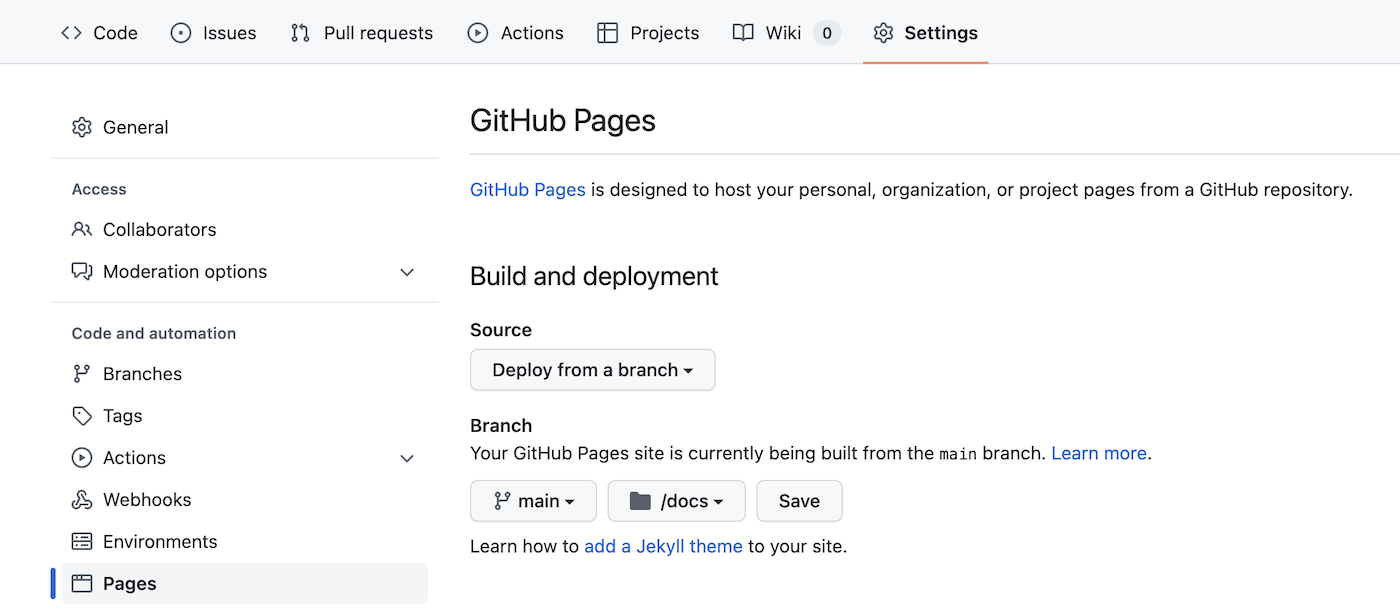 Code Issues Pull requests Actions Projects Wiki 0 Settings
General
Access
Collaborators
Moderation options
Code and automation
Branches
Tags
Actions
Webhooks
Environments
Pages
GitHub Pages
GitHub Pages is designed to host your personal, organization, or project pages from a GitHub repository.
Build and deployment
Source
Deploy from a branch
Branch
Your GitHub Pages site is currently being built from the main branch. Learn more.
main /docs Save
Learn how to add a Jekyll theme to your site.